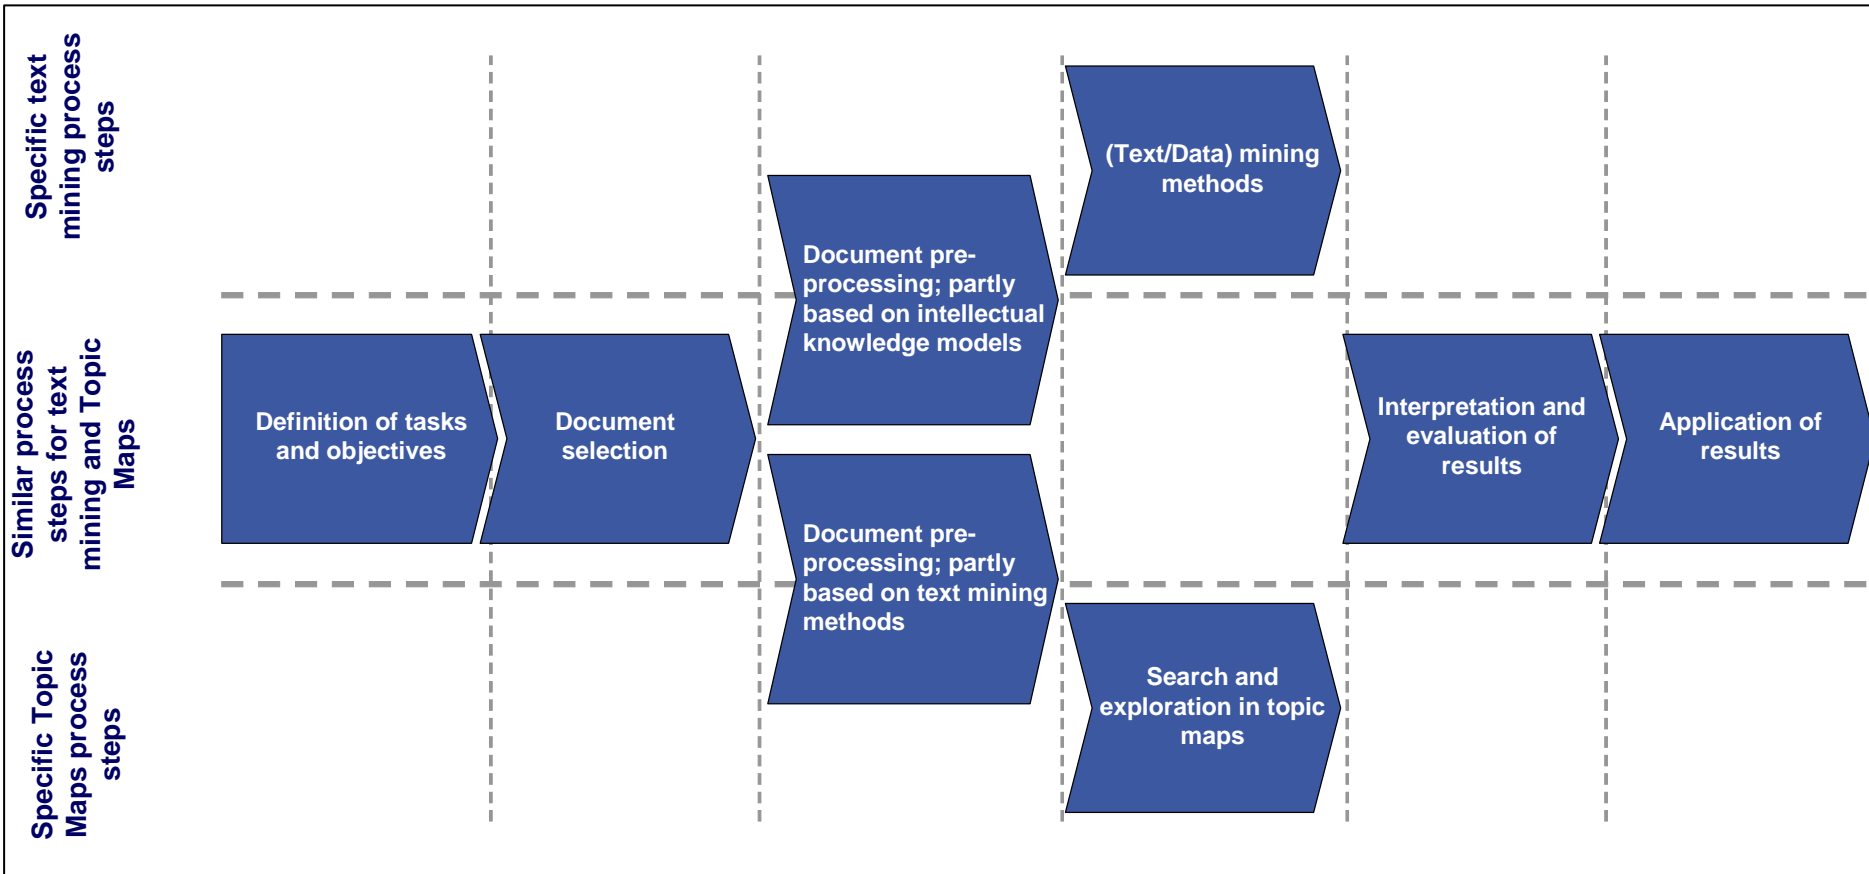 Specific text
mining process
steps
Similar process
steps for text
mining and Topic
Maps
Specific Topic
Maps process
steps
Definition of tasks
and objectives
Document
selection
Document pre-
processing; partly
based on intellectual
knowledge models
Document pre-
processing; partly
based on text mining
methods
(Text/Data) mining
methods
Search and
exploration in topic
maps
Interpretation and
evaluation of
results
Application of
results